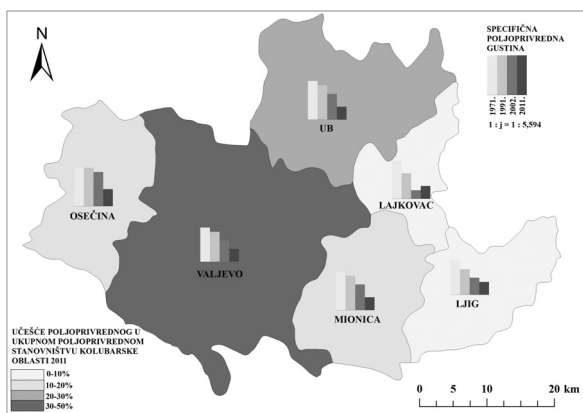 N
SPECIFIČNA
POLJOPRIVREDNA
GUSTINA
1971.
1991.
2002.
2011.
1 : j = 1 : 5,594
UB
OSEČINA
LAJKOVAC
VALJEVO
MIONICA
LJIG
UČEŠĆE POLJOPRIVREDNOG U
UKUPNOM POLJOPRIVREDNOM
STANOVNIŠTVU KOLUBARSKE
OBLASTI 2011
0-10%
10-20%
20-30%
30-50%
0 5 10 20 km